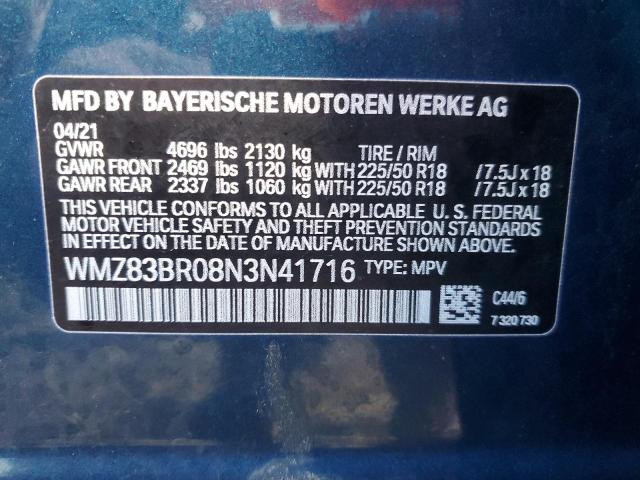 MFD BY BAYERISCHE MOTOREN WERKE AG
04/21
GVWR 4696 lbs 2130 kg TIRE / RIM
GAWR FRONT 2469 lbs 1120 kg WITH 225/50 R18 /7.5J x 18
GAWR REAR 2337 lbs 1060 kg WITH 225/50 R18 /7.5J x 18
THIS VEHICLE CONFORMS TO ALL APPLICABLE U. S. FEDERAL
MOTOR VEHICLE SAFETY AND THEFT PREVENTION STANDARDS
IN EFFECT ON THE DATE OF MANUFACTURE SHOWN ABOVE.
WMZ83BR08N3N41716 TYPE: MPV
C44/6
7 320 730